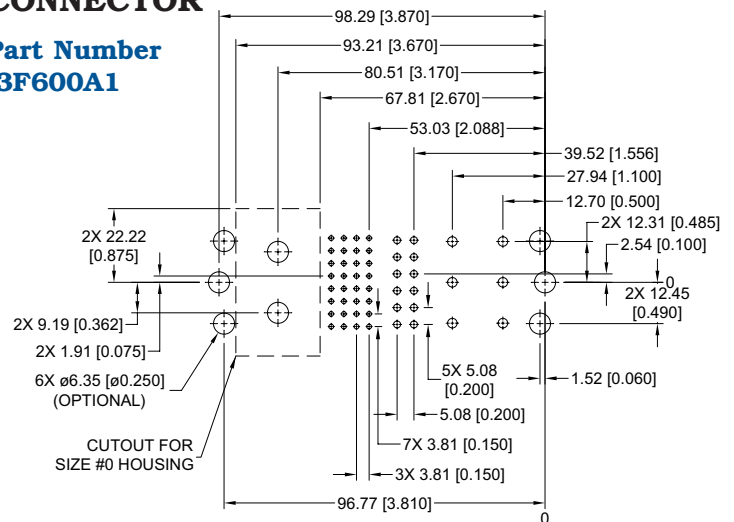 CONNECTOR
Part Number
3F600A1
98.29 [3.870]
93.21 [3.670]
80.51 [3.170]
67.81 [2.670]
53.03 [2.088]
39.52 [1.556]
27.94 [1.100]
12.70 [0.500]
2X 12.31 [0.485]
2.54 [0.100]
0
2X 12.45
[0.490]
2X 22.22
[0.875]
2X 9.19 [0.362]
2X 1.91 [0.075]
6X ø6.35 [ø0.250]
(OPTIONAL)
CUTOUT FOR
SIZE #0 HOUSING
5X 5.08
[0.200]
1.52 [0.060]
5.08 [0.200]
7X 3.81 [0.150]
3X 3.81 [0.150]
96.77 [3.810]
0